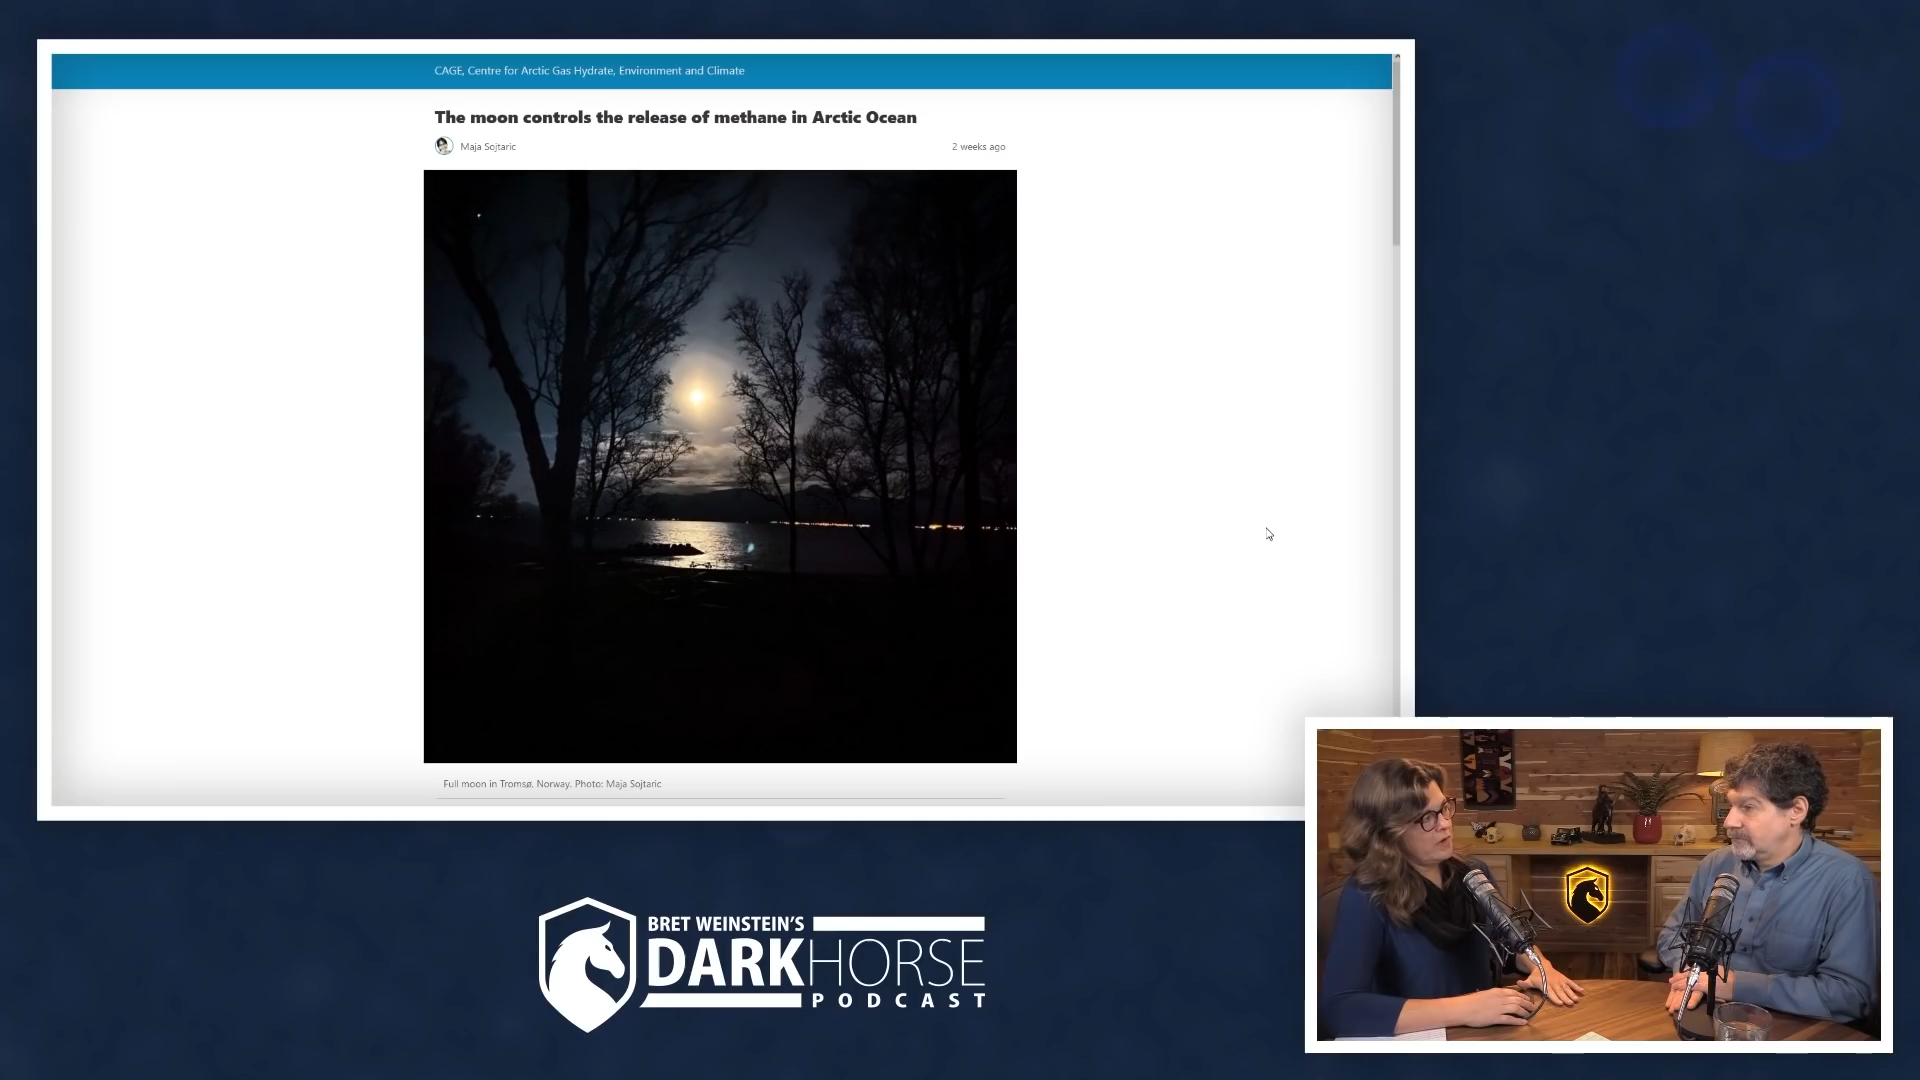 CAGE, Centre for Arctic Gas Hydrate, Environment and Climate
The moon controls the release of methane in Arctic Ocean
Maja Sojtaric
2 weeks ago
Full moon in Tromsø, Norway. Photo: Maja Sojtaric
BRET WEINSTEIN'S
DARKHORSE
PODCAST